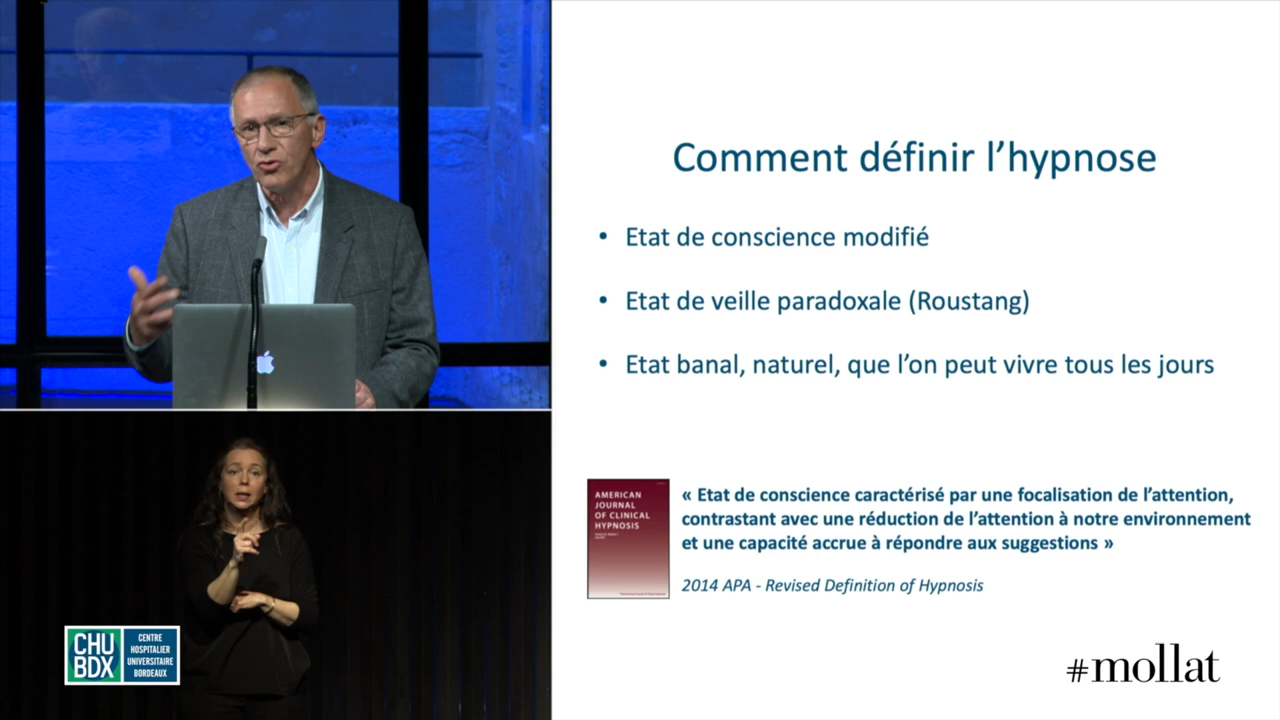 Comment définir l’hypnose
• Etat de conscience modifié
• Etat de veille paradoxale (Roustang)
• Etat banal, naturel, que l’on peut vivre tous les jours
AMERICAN
JOURNAL
OF CLINICAL
HYPNOSIS
« Etat de conscience caractérisé par une focalisation de l’attention,
contrastant avec une réduction de l’attention à notre environnement
et une capacité accrue à répondre aux suggestions »
2014 APA - Revised Definition of Hypnosis
CHU
BDX
CENTRE
HOSPITALIER
UNIVERSITAIRE
BORDEAUX
#mollat